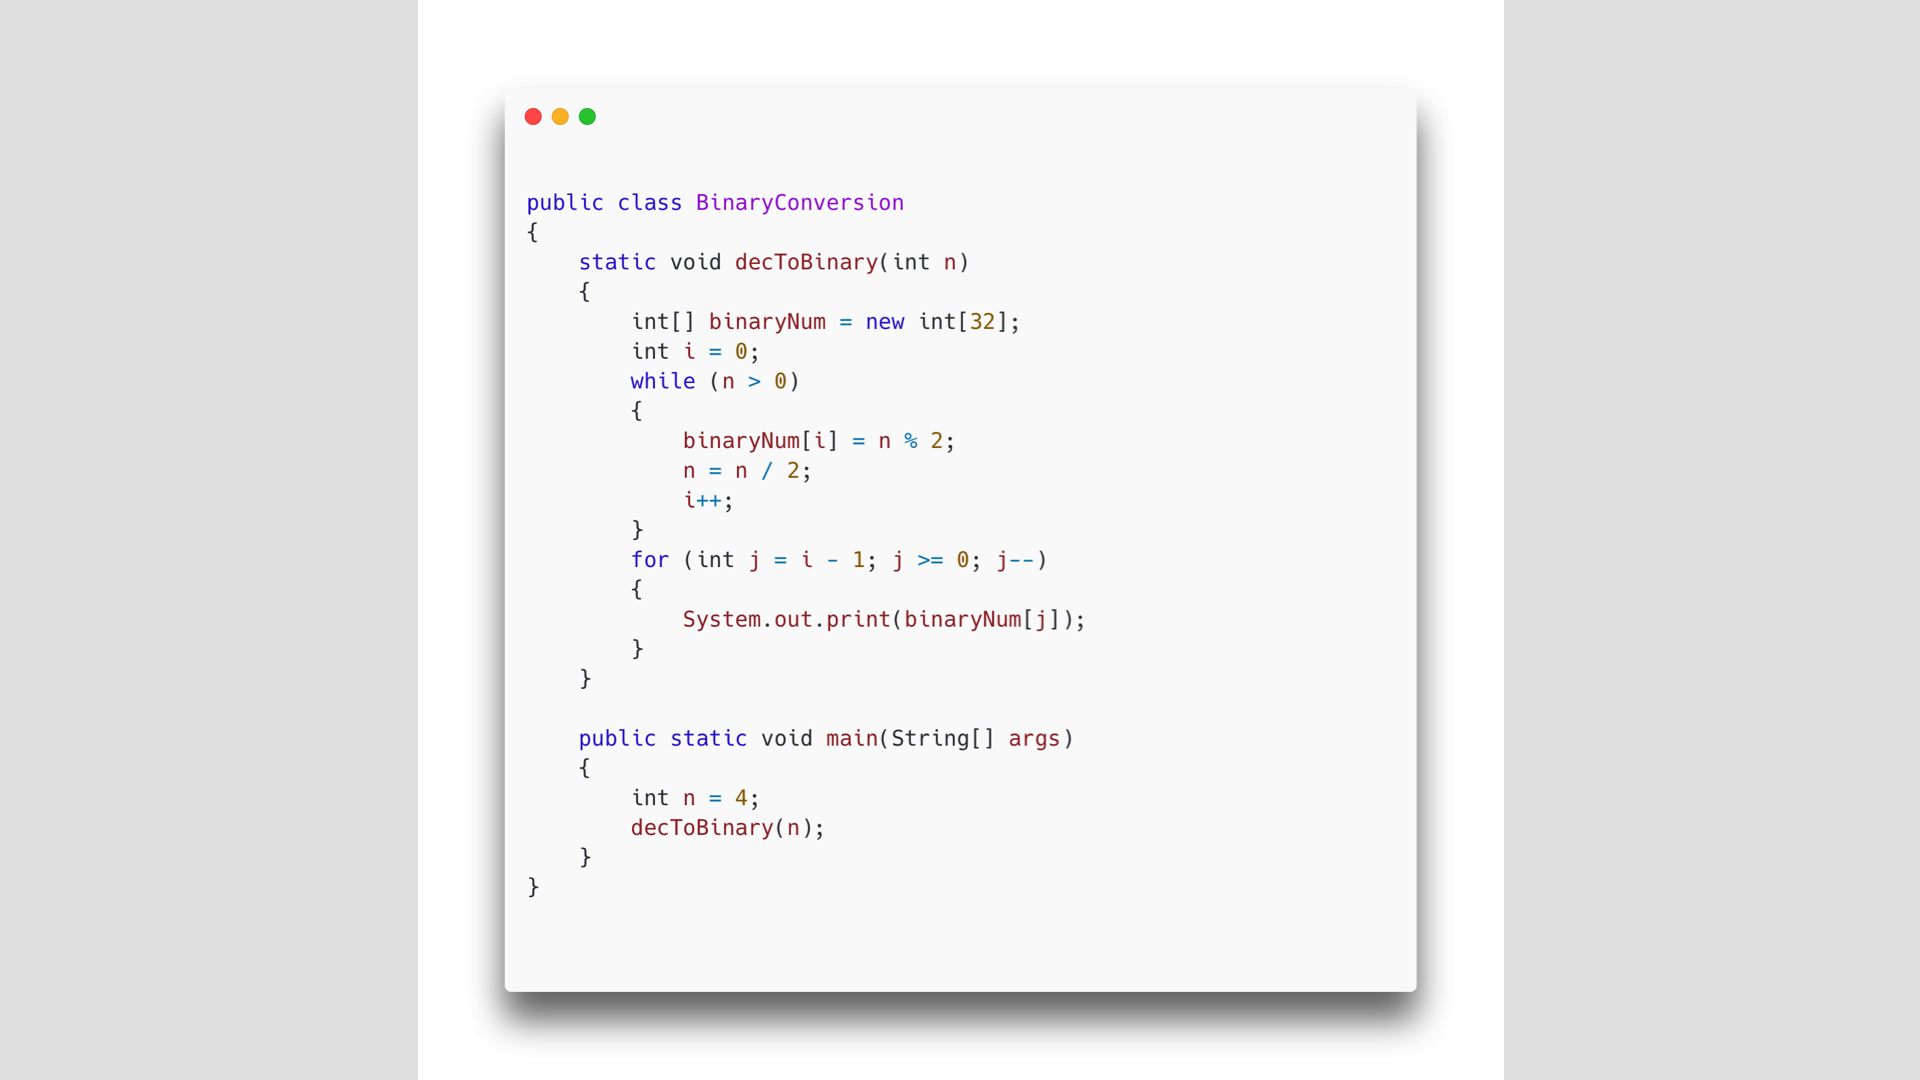 public class BinaryConversion
{
    static void decToBinary(int n)
    {
        int[] binaryNum = new int[32];
        int i = 0;
        while (n > 0)
        {
            binaryNum[i] = n % 2;
            n = n / 2;
            i++;
        }
        for (int j = i - 1; j >= 0; j--)
        {
            System.out.print(binaryNum[j]);
        }
    }

    public static void main(String[] args)
    {
        int n = 4;
        decToBinary(n);
    }
}